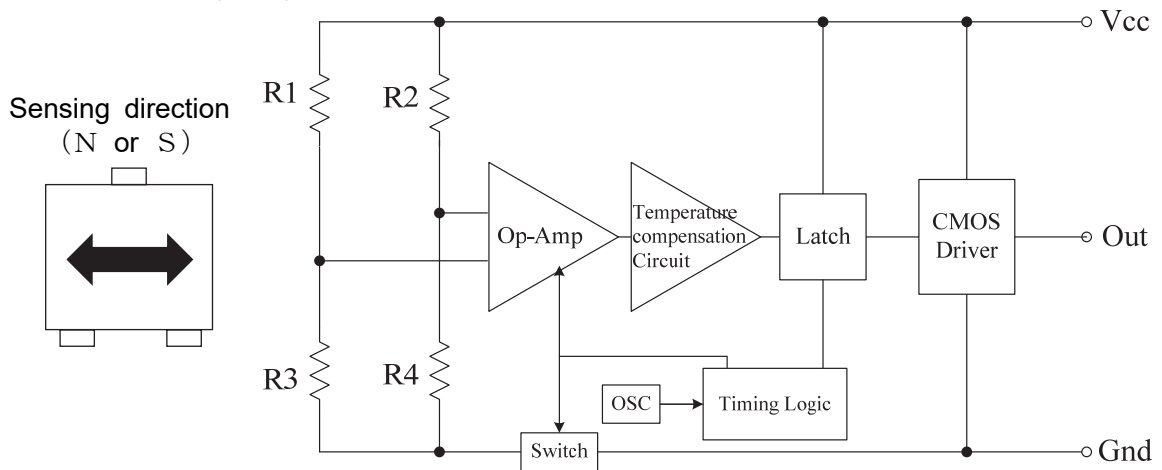 Sensing direction
（Ｎ or Ｓ）
R1
R2
R3
R4
Op-Amp
Temperature
compensation
Circuit
Latch
CMOS
Driver
OSC
Timing Logic
Switch
Vcc
Out
Gnd